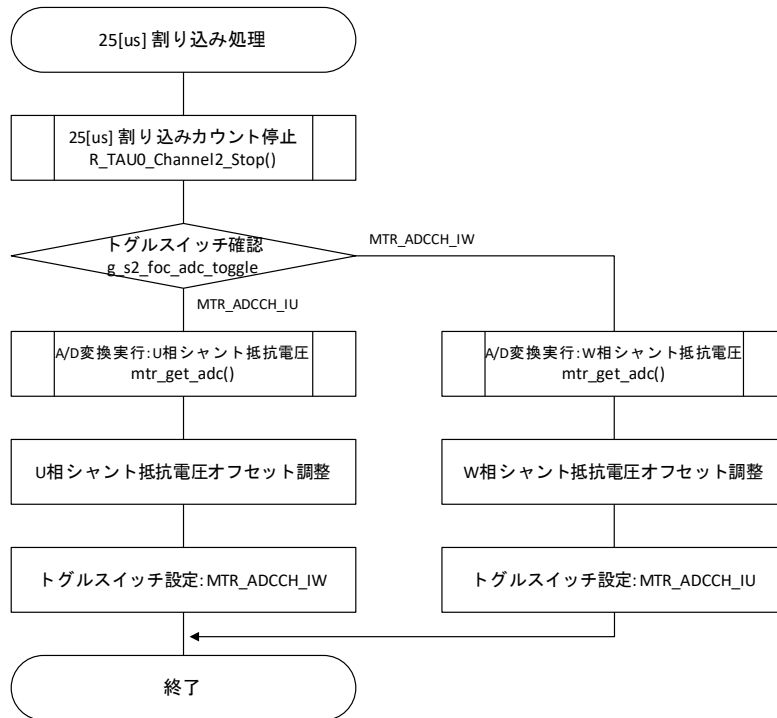 25[us] 割り込み処理
25[us] 割り込みカウント停止
R_TAU0_Channel2_Stop()
トグルスイッチ確認
g_s2_foc_adc_toggle
MTR_ADCCH_IW
MTR_ADCCH_IU
A/D変換実行:U相シャント抵抗電圧
mtr_get_adc()
A/D変換実行:W相シャント抵抗電圧
mtr_get_adc()
U相シャント抵抗電圧オフセット調整
W相シャント抵抗電圧オフセット調整
トグルスイッチ設定: MTR_ADCCH_IW
トグルスイッチ設定: MTR_ADCCH_IU
終了